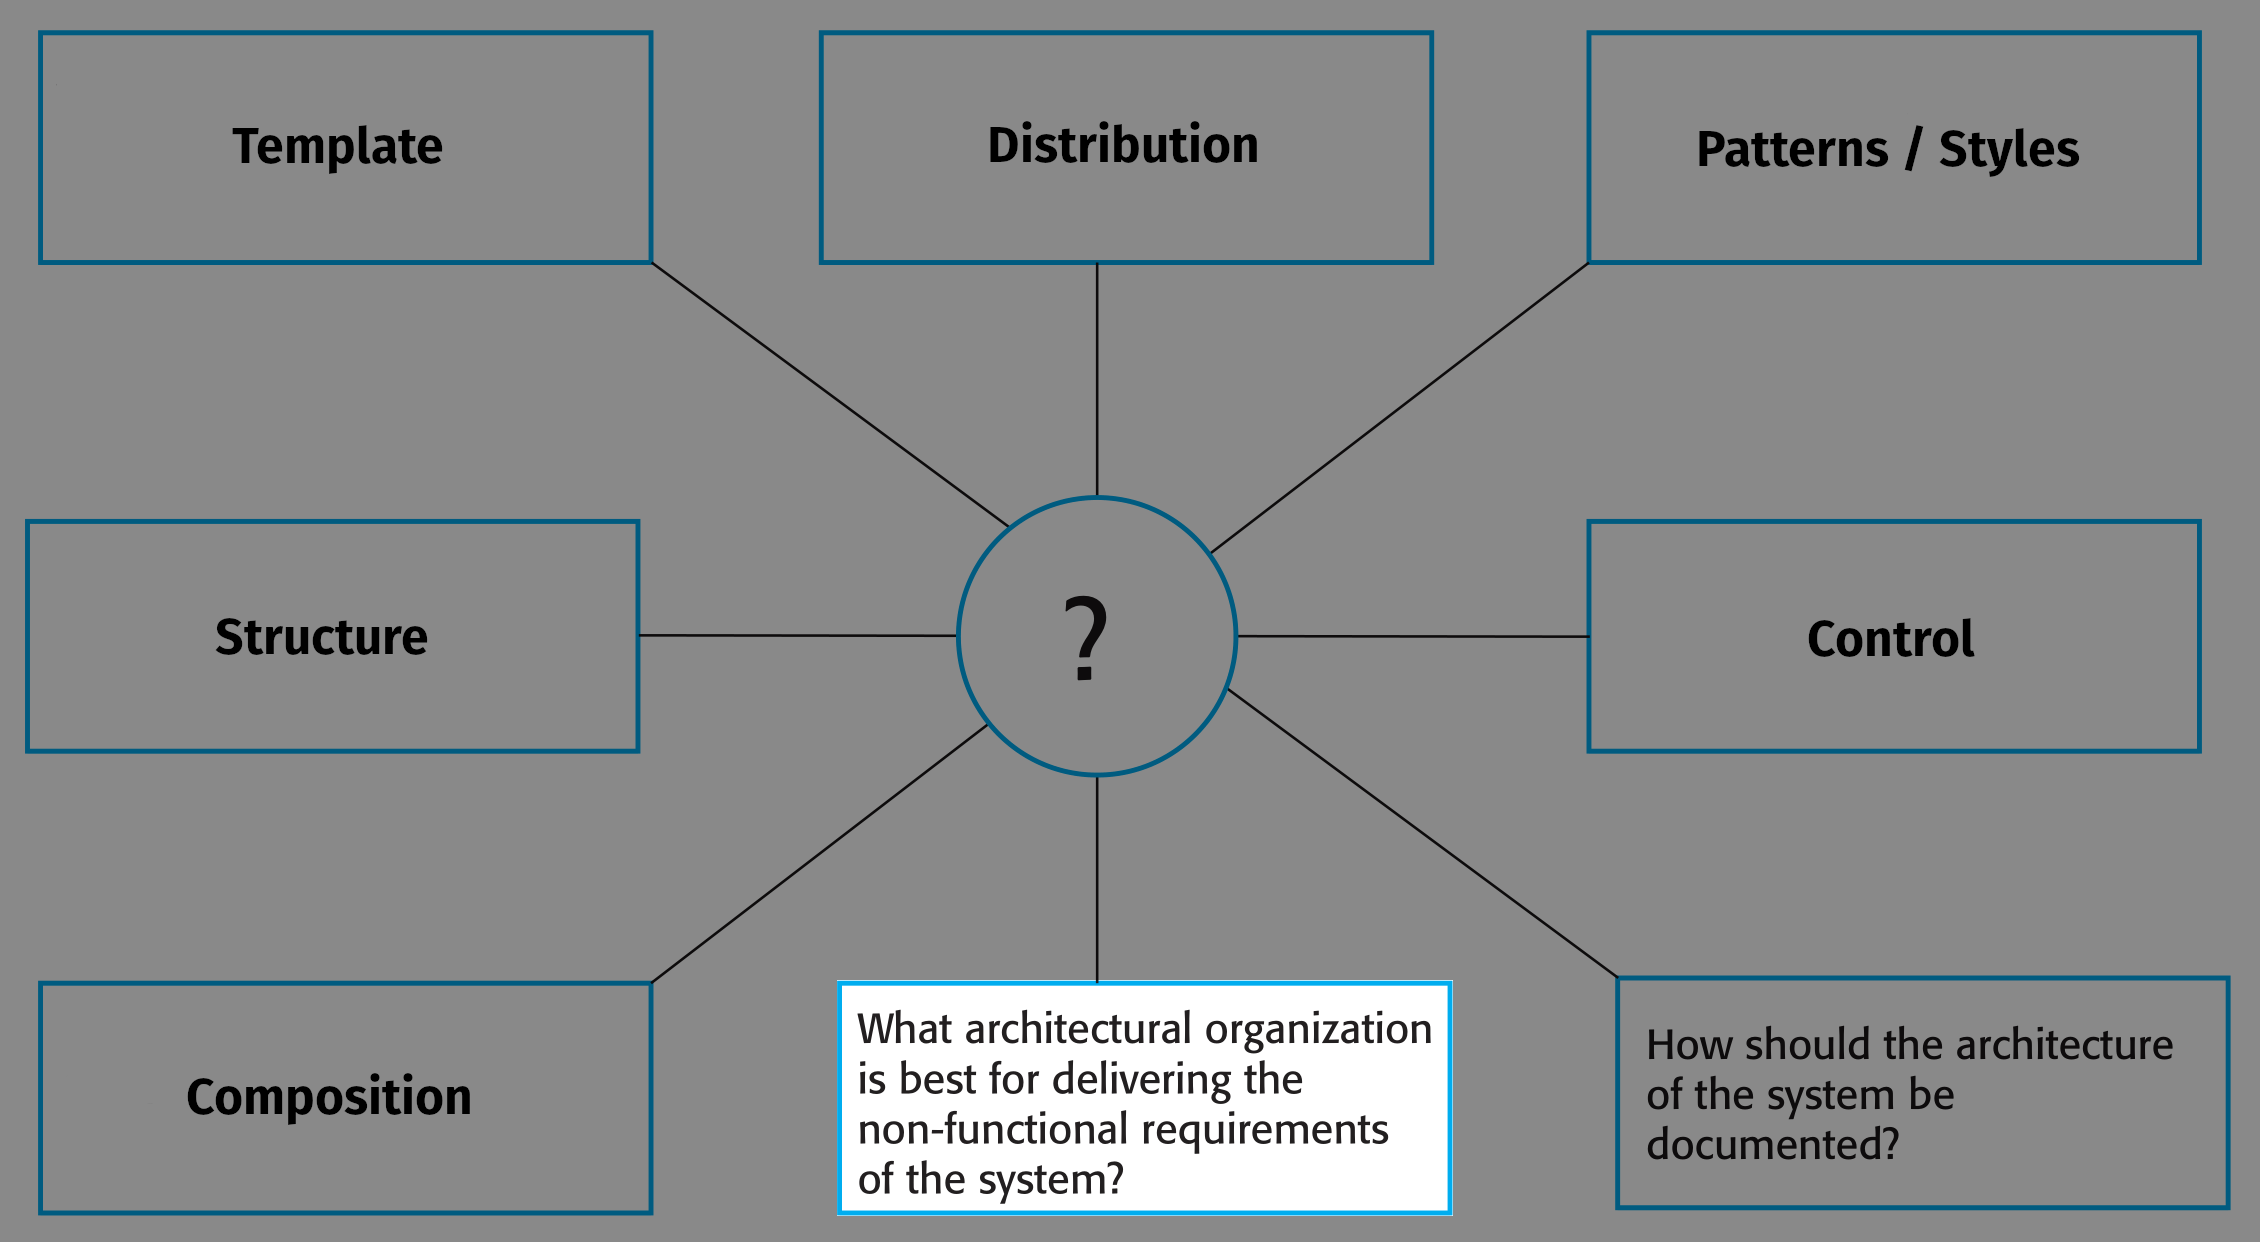 Template
Distribution
Patterns / Styles
Structure
?
Control
Composition
What architectural organization
is best for delivering the
non-functional requirements
of the system?
How should the architecture
of the system be
documented?